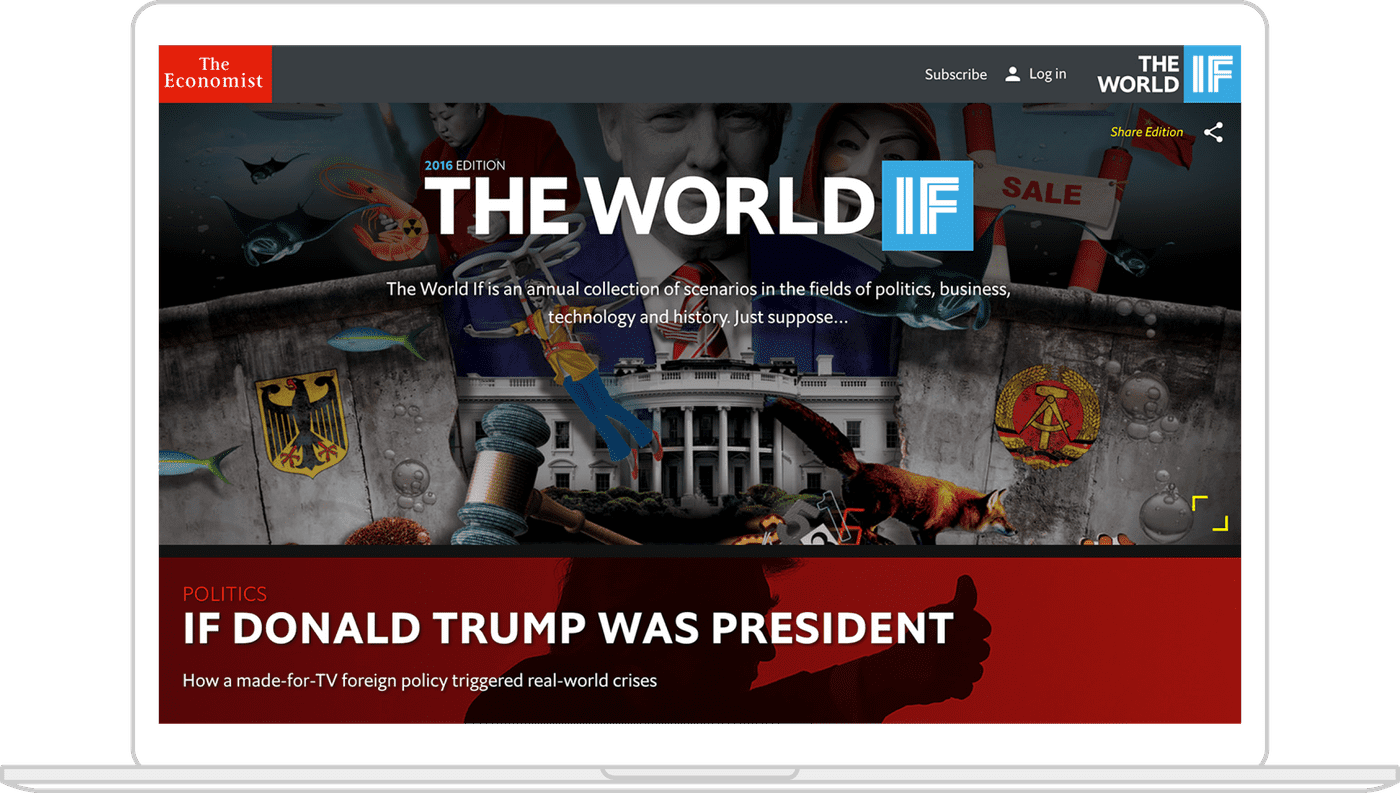 The
Economist
Subscribe
Log in
THE
WORLD
IF
Share Edition
2016 EDITION
THE WORLD IF
SALE
The World If is an annual collection of scenarios in the fields of politics, business,
technology and history. Just suppose...
POLITICS
IF DONALD TRUMP WAS PRESIDENT
How a made-for-TV foreign policy triggered real-world crises